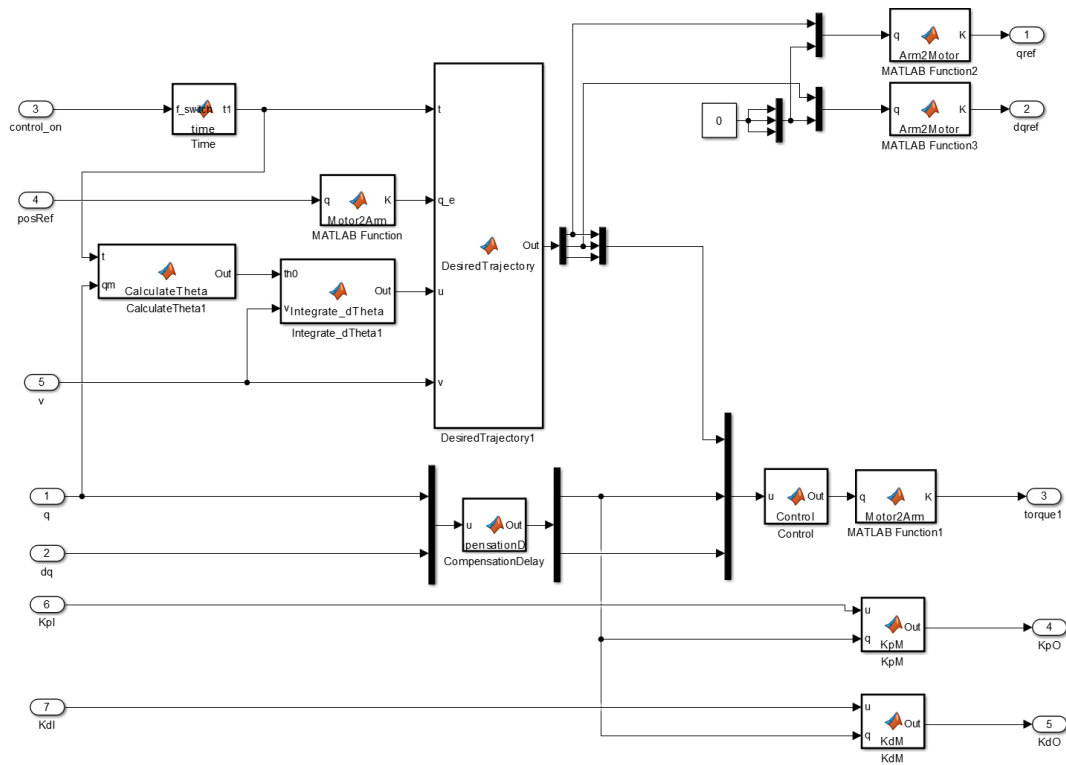 q K
Arm2Motor
MATLAB Function2
1
qref
3
control_on
f_switch t1
time
Time
t
0
q K
Arm2Motor
MATLAB Function3
2
dqref
4
posRef
q K
Motor2Arm
MATLAB Function
q_e
Out
DesiredTrajectory
t
Out
qm
CalculateTheta
CalculateTheta1
th0
Out
v
Integrate_dTheta
Integrate_dTheta1
u
5
v
v
DesiredTrajectory1
1
q
u Out
pensationD
CompensationDelay
u Out
Control
Control
q K
Motor2Arm
MATLAB Function1
3
torque1
2
dq
6
KpI
u
Out
q
KpM
KpM
4
KpO
7
KdI
u
Out
q
KdM
KdM
5
KdO